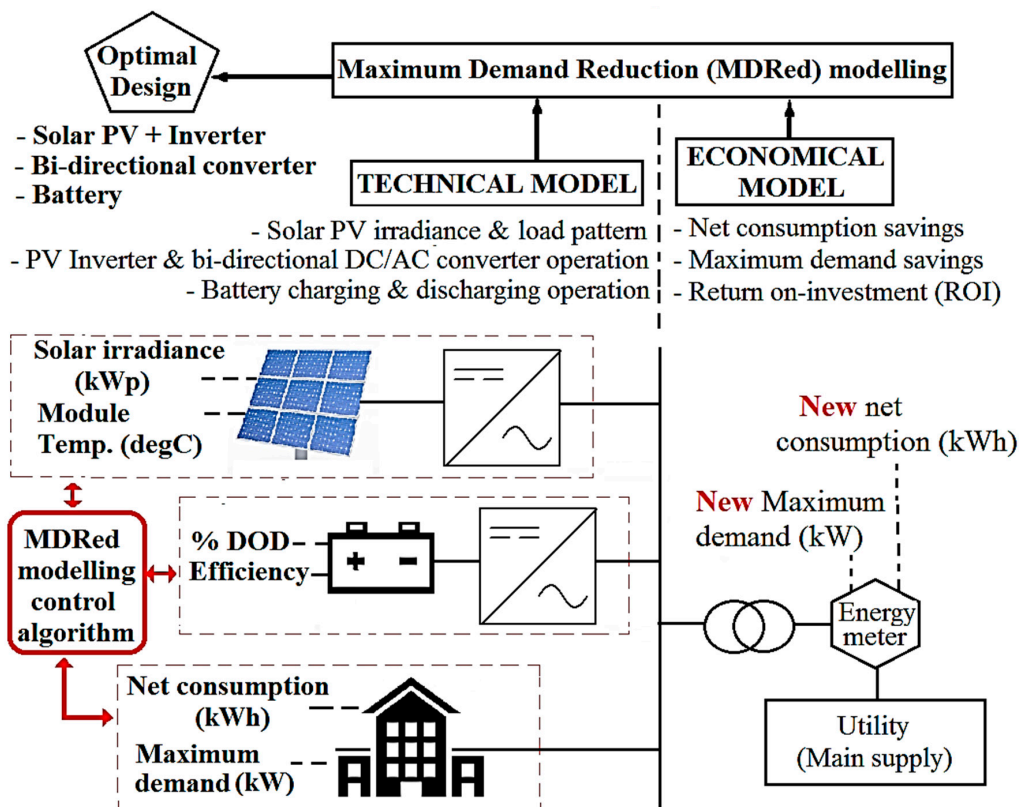 Optimal
Design
Maximum Demand Reduction (MDRed) modelling
- Solar PV + Inverter
- Bi-directional converter
- Battery
TECHNICAL MODEL
ECONOMICAL
MODEL
- Solar PV irradiance & load pattern
- PV Inverter & bi-directional DC/AC converter operation
- Battery charging & discharging operation
- Net consumption savings
- Maximum demand savings
- Return on-investment (ROI)
Solar irradiance
(kWp)
Module
Temp. (degC)
New net
consumption (kWh)
New Maximum
demand (kW)
MDRed
modelling
control
algorithm
% DOD
Efficiency
+ -
Energy
meter
Net consumption
(kWh)
Maximum
demand (kW)
Utility
(Main supply)